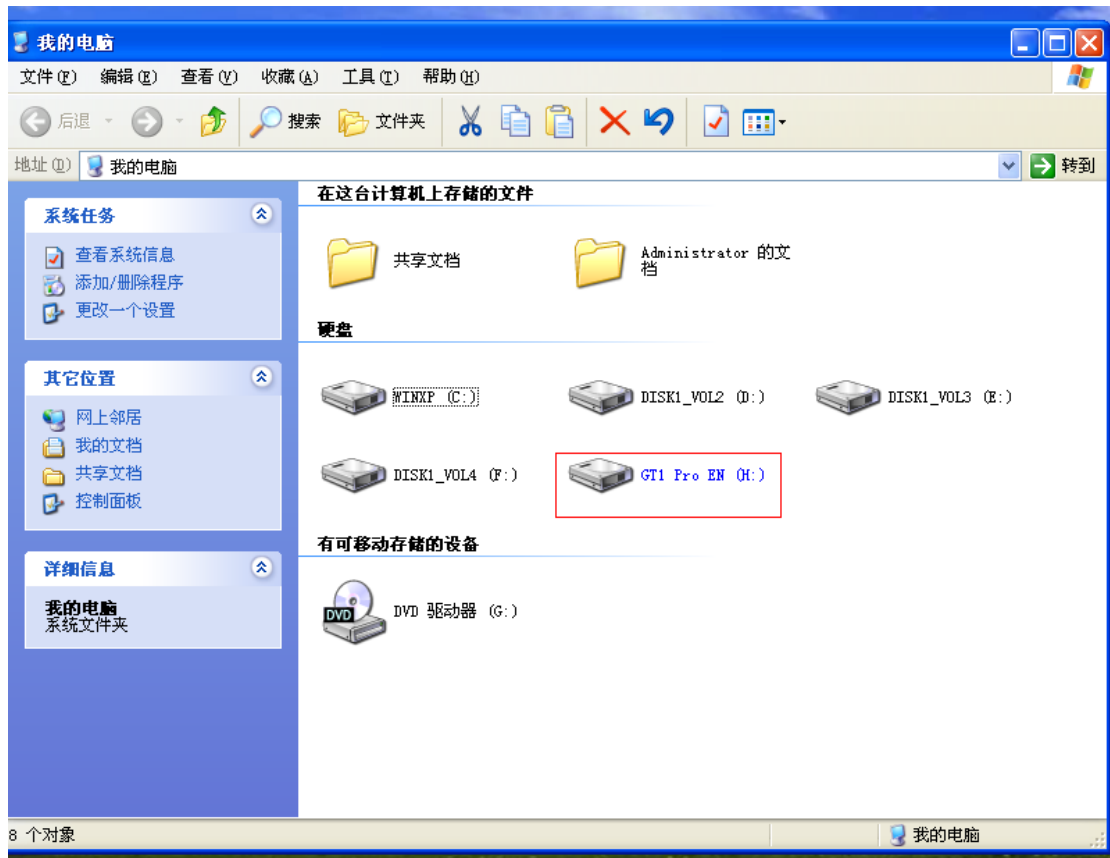 我的电脑
文件(F) 编辑(E) 查看(V) 收藏(A) 工具(T) 帮助(H)
后退 搜索 文件夹
地址(D) 我的电脑 转到
系统任务
查看系统信息
添加/删除程序
更改一个设置
其它位置
网上邻居
我的文档
共享文档
控制面板
详细信息
我的电脑
系统文件夹
在这台计算机上存储的文件
共享文档
Administrator 的文
档
硬盘
WINXP (C:)
DISK1_VOL2 (D:)
DISK1_VOL3 (E:)
DISK1_VOL4 (F:)
GT1 Pro EN (H:)
有可移动存储的设备
DVD
DVD 驱动器 (G:)
8 个对象
我的电脑